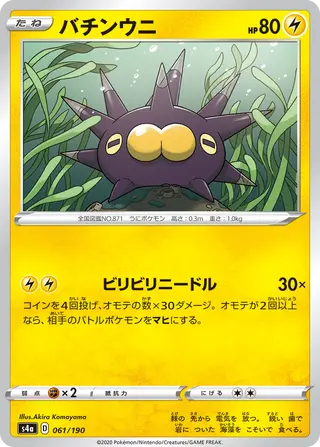 たね
バチンウニ
HP80
全国図鑑NO.871 うにポケモン 高さ:0.3m 重さ:1.0kg
ビリビリニードル 30×
コインを4回投げ、オモテの数×30ダメージ。オモテが2回以上
なら、相手のバトルポケモンをマヒにする。
弱点 ×2 抵抗力 にげる
Illus.Akira Komayama
s4a D 061/190
棘の 先から 電気を 放つ。 鋭い 歯で
岩に ついた 海藻を こそいで 食べる。
©2020 Pokémon/Nintendo/Creatures/GAME FREAK.